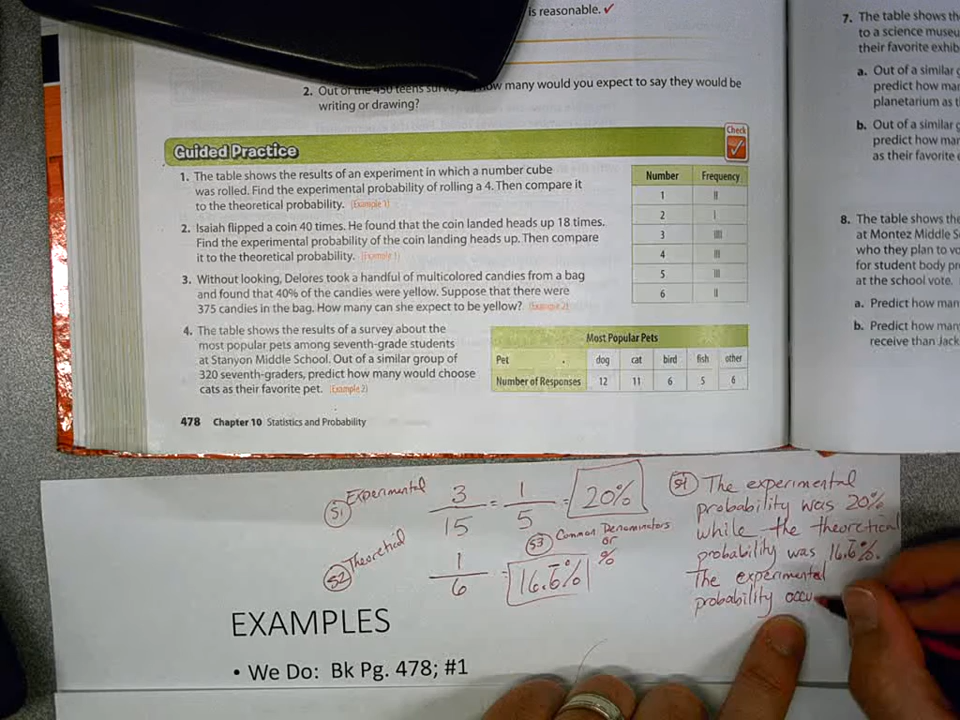 is reasonable. ✓
2. Out of the 450 teens how many would you expect to say they would be
writing or drawing?
Guided Practice
Check
1. The table shows the results of an experiment in which a number cube
was rolled. Find the experimental probability of rolling a 4. Then compare it
to the theoretical probability. (Example 1)
2. Isaiah flipped a coin 40 times. He found that the coin landed heads up 18 times.
Find the experimental probability of the coin landing heads up. Then compare
it to the theoretical probability. (Example 1)
3. Without looking, Delores took a handful of multicolored candies from a bag
and found that 40% of the candies were yellow. Suppose that there were
375 candies in the bag. How many can she expect to be yellow? (Example 2)
4. The table shows the results of a survey about the
most popular pets among seventh-grade students
at Stanyon Middle School. Out of a similar group of
320 seventh-graders, predict how many would choose
cats as their favorite pet. (Example 2)
Number Frequency
1 ||
2 |
3
4 |||
5 |||
6 ||
Most Popular Pets
Pet dog cat bird fish other
Number of Responses 12 11 6 5 6
478 Chapter 10 Statistics and Probability
7. The table shows th
to a science museu
their favorite exhib
a. Out of a similar g
predict how mar
planetarium as t
b. Out of a similar g
predict how mar
as their favorite e
8. The table shows the
at Montez Middle S
who they plan to vo
for student body pr
at the school vote.
a. Predict how man
b. Predict how man
receive than Jack
S1 Experimental 3/15 = 1/5 = 20%
S2 Theoretical 1/6 = 16.6̅%
S3 Common Denominators
or
%
S4 The experimental
probability was 20%
while the theoretical
probability was 16.6̅%.
The experimental
probability occu
EXAMPLES
• We Do: Bk Pg. 478; #1